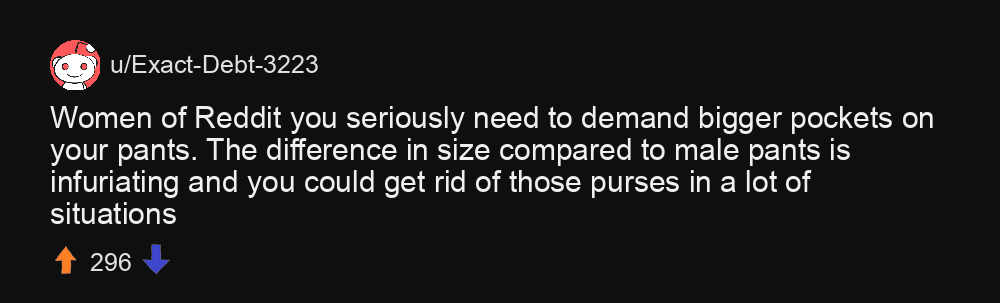 u/Exact-Debt-3223
Women of Reddit you seriously need to demand bigger pockets on
your pants. The difference in size compared to male pants is
infuriating and you could get rid of those purses in a lot of
situations
296